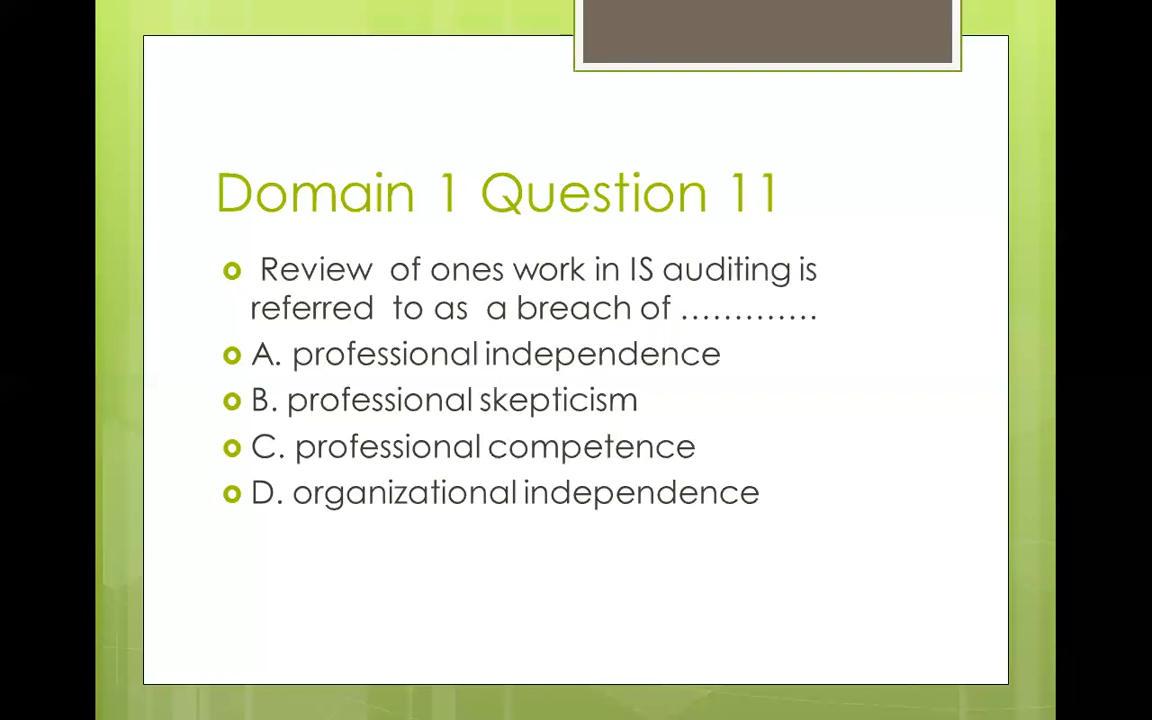 Domain 1 Question 11
Review of ones work in IS auditing is
referred to as a breach of .............
A. professional independence
B. professional skepticism
C. professional competence
D. organizational independence